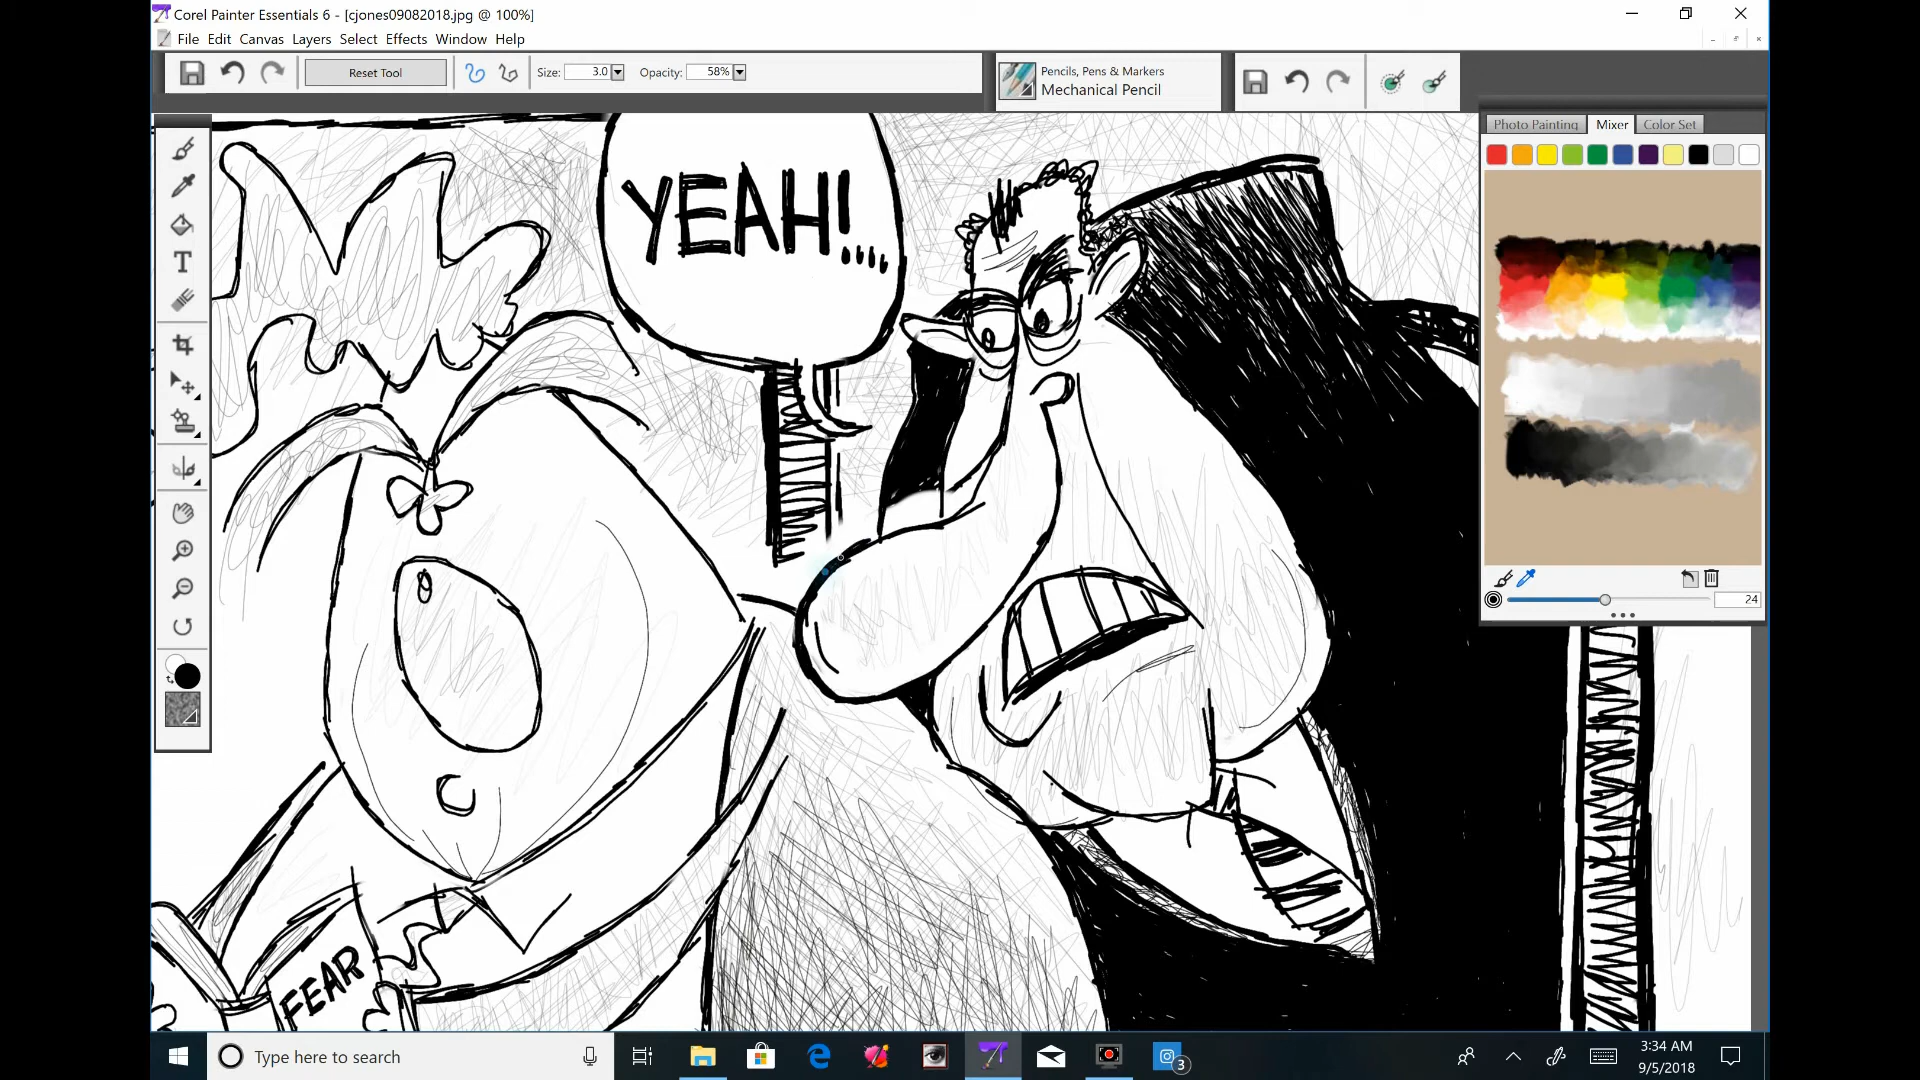 Corel Painter Essentials 6 - [cjones09082018.jpg @ 100%]
File Edit Canvas Layers Effects Select Window Help
Reset Tool
Size: 3.0
Opacity: 58%
Pencils, Pens & Markers
Mechanical Pencil
Photo Painting Mixer Color Set
24
YEAH!....
FEAR
Type here to search
3
3:34 AM
9/5/2018